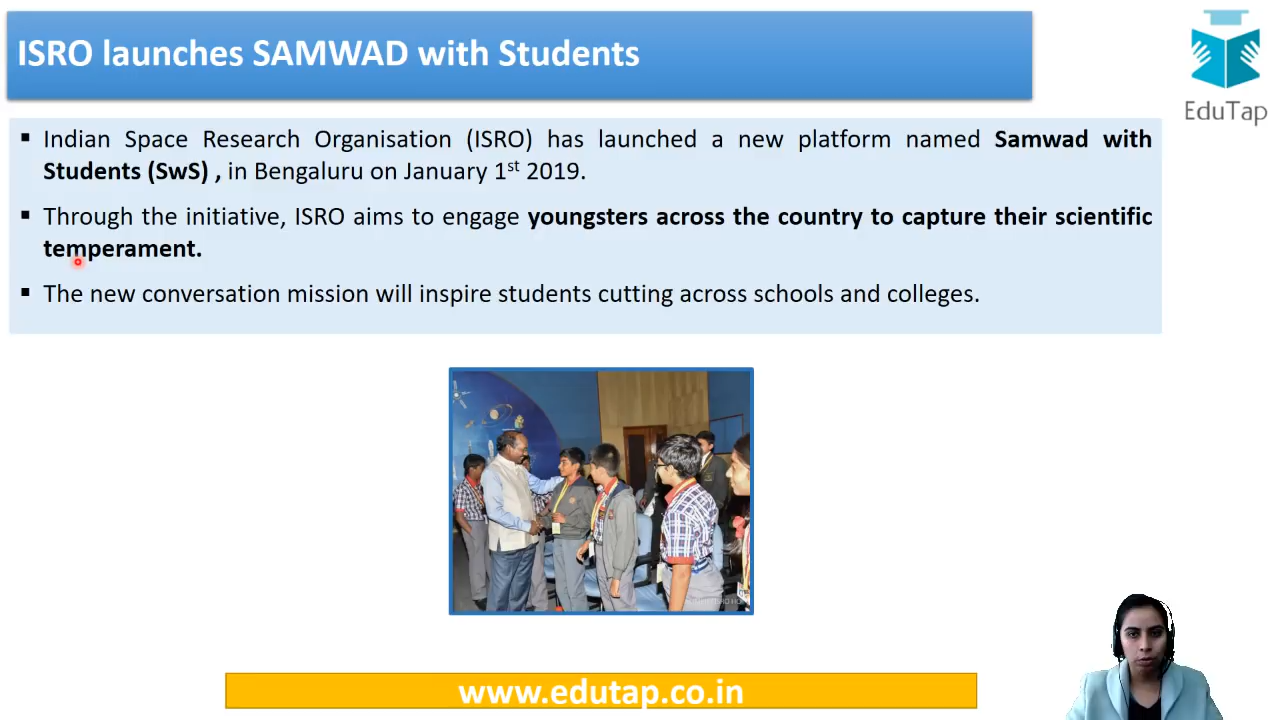 ISRO launches SAMWAD with Students
EduTap
▪ Indian Space Research Organisation (ISRO) has launched a new platform named Samwad with
Students (SwS) , in Bengaluru on January 1st 2019.
▪ Through the initiative, ISRO aims to engage youngsters across the country to capture their scientific
temperament.
▪ The new conversation mission will inspire students cutting across schools and colleges.
www.edutap.co.in